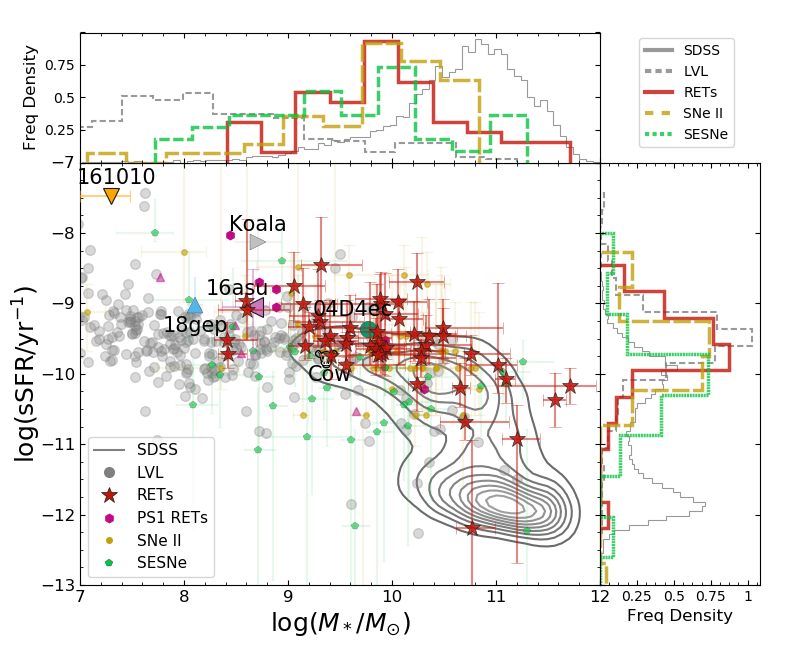 Freq Density
0.75
0.5
0.25
−7
SDSS
LVL
RETs
SNe II
SESNe
161010
Koala
16asu
04D4ec
18gep
Cow
log(sSFR/yr⁻¹)
−8
−9
−10
−11
−12
−13
SDSS
LVL
RETs
PS1 RETs
SNe II
SESNe
7
8
9
10
11
12
log(M*/M⊙)
0.25
0.5
0.75
1
Freq Density